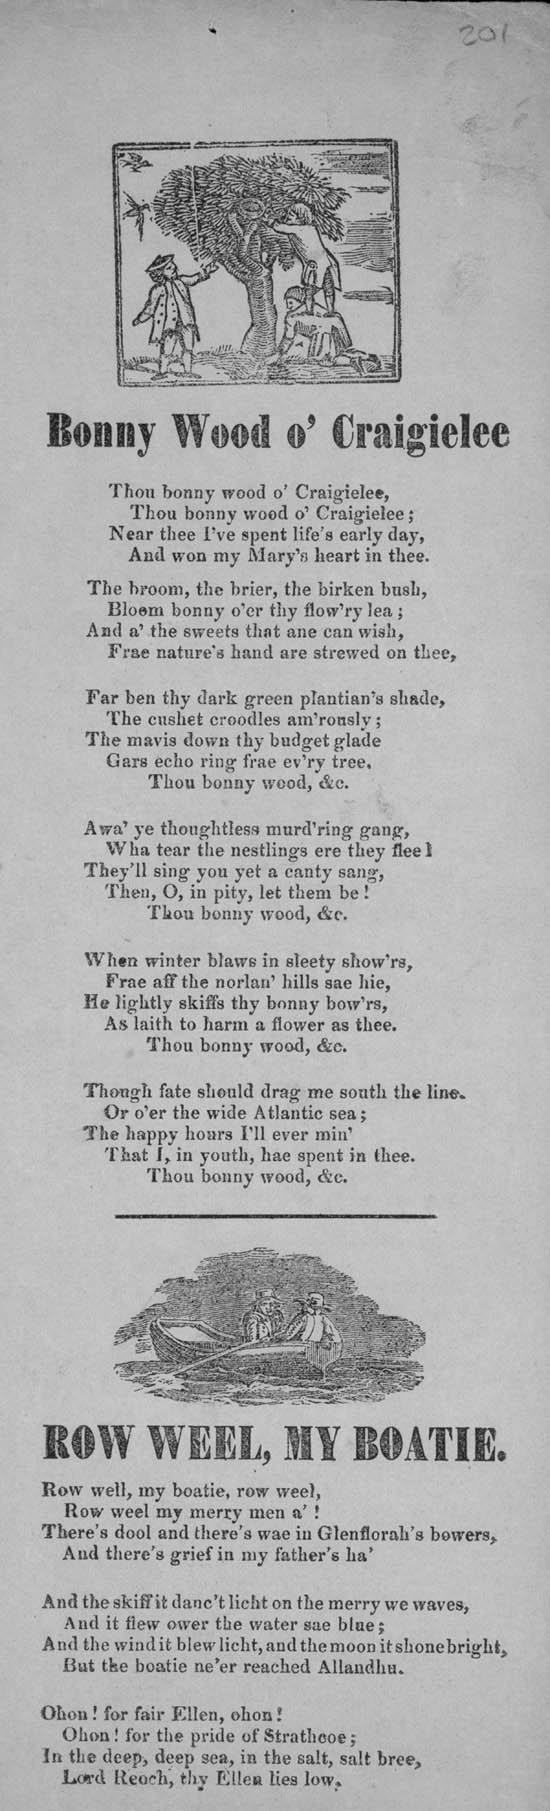 201
Bonny Wood o' Craigielee
Thou bonny wood o' Craigielee,
Thou bonny wood o' Craigielee;
Near thee I've spent life's early day,
And won my Mary's heart in thee.
The broom, the brier, the birken bush,
Bloom bonny o'er thy flow'ry lea;
And a' the sweets that ane can wish,
Frae nature's hand are strewed on thee,
Far ben thy dark green plantian's shade,
The cushet croodles am'rously;
The mavis down thy budget glade
Gars echo ring frae ev'ry tree,
Thou bonny wood, &c.
Awa' ye thoughtless murd'ring gang,
Wha tear the nestlings ere they flee!
They'll sing you yet a canty sang,
Then, O, in pity, let them be!
Thou bonny wood, &c.
When winter blaws in sleety show'rs,
Frae aff the norlan' hills sae hie,
He lightly skiffs thy bonny bow'rs,
As laith to harm a flower as thee.
Thou bonny wood, &c.
Though fate should drag me south the line.
Or o'er the wide Atlantic sea;
The happy hours I'll ever min'
That I, in youth, hae spent in thee.
Thou bonny wood, &c.
ROW WEEL, MY BOATIE.
Row well, my boatie, row weel,
Row weel my merry men a' !
There's dool and there's wae in Glenflorah's bowers,
And there's grief in my father's ha'
And the skiff it danc't licht on the merry we waves,
And it flew ower the water sae blue;
And the wind it blew licht, and the moon it shone bright,
But the boatie ne'er reached Allandhu.
Ohon! for fair Ellen, ohon!
Ohon! for the pride of Strathcoe;
In the deep, deep sea, in the salt, salt bree,
Lord Reoch, thy Ellen lies low.